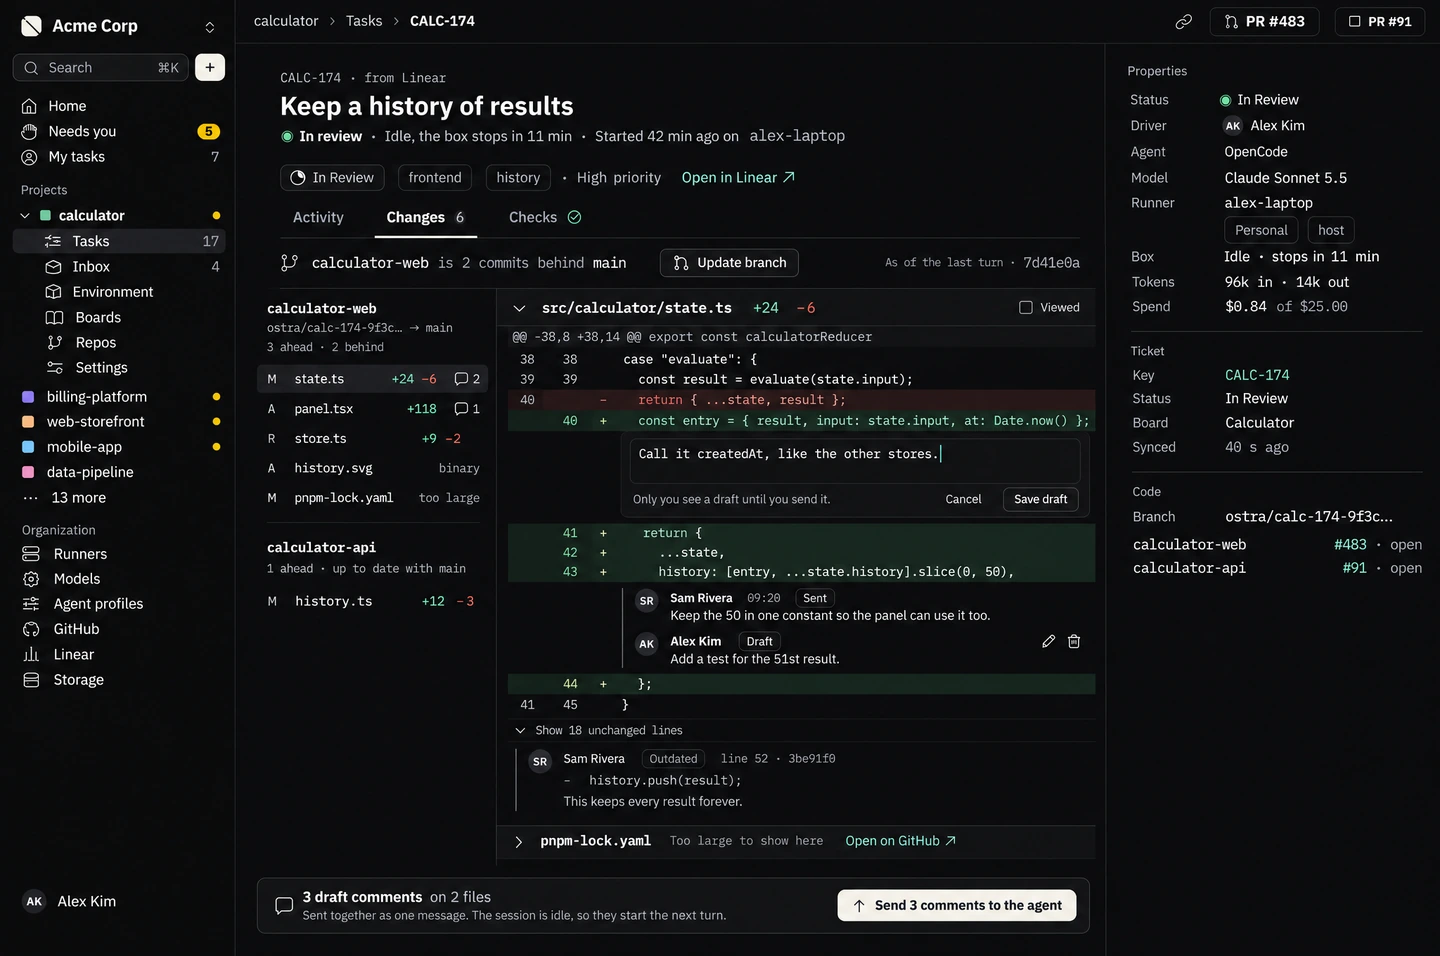 Acme Corp
Search ⌘K +
Home
Needs you 5
My tasks 7
Projects
calculator
Tasks 17
Inbox 4
Environment
Boards
Repos
Settings
billing-platform
web-storefront
mobile-app
data-pipeline
··· 13 more
Organization
Runners
Models
Agent profiles
GitHub
Linear
Storage
AK Alex Kim
calculator > Tasks > CALC-174
PR #483
PR #91
CALC-174 · from Linear
Keep a history of results
In review · Idle, the box stops in 11 min · Started 42 min ago on alex-laptop
In Review frontend history · High priority Open in Linear ↗
Activity Changes 6 Checks
calculator-web is 2 commits behind main Update branch As of the last turn · 7d41e0a
calculator-web
ostra/calc-174-9f3c… → main
3 ahead · 2 behind
M state.ts +24 −6 2
A panel.tsx +118 1
R store.ts +9 −2
A history.svg binary
M pnpm-lock.yaml too large
calculator-api
1 ahead · up to date with main
M history.ts +12 −3
src/calculator/state.ts +24 −6 Viewed
@@ -38,8 +38,14 @@ export const calculatorReducer
38 38 case "evaluate": {
39 39 const result = evaluate(state.input);
40 − return { ...state, result };
40 + const entry = { result, input: state.input, at: Date.now() };
Call it createdAt, like the other stores.
Only you see a draft until you send it. Cancel Save draft
41 + return {
42 + ...state,
43 + history: [entry, ...state.history].slice(0, 50),
SR Sam Rivera 09:20 Sent
Keep the 50 in one constant so the panel can use it too.
AK Alex Kim Draft
Add a test for the 51st result.
44 + };
41 45 }
Show 18 unchanged lines
SR Sam Rivera Outdated line 52 · 3be91f0
− history.push(result);
This keeps every result forever.
pnpm-lock.yaml Too large to show here Open on GitHub ↗
3 draft comments on 2 files
Sent together as one message. The session is idle, so they start the next turn.
↑ Send 3 comments to the agent
Properties
Status In Review
Driver AK Alex Kim
Agent OpenCode
Model Claude Sonnet 5.5
Runner alex-laptop
Personal host
Box Idle · stops in 11 min
Tokens 96k in · 14k out
Spend $0.84 of $25.00
Ticket
Key CALC-174
Status In Review
Board Calculator
Synced 40 s ago
Code
Branch ostra/calc-174-9f3c…
calculator-web #483 · open
calculator-api #91 · open